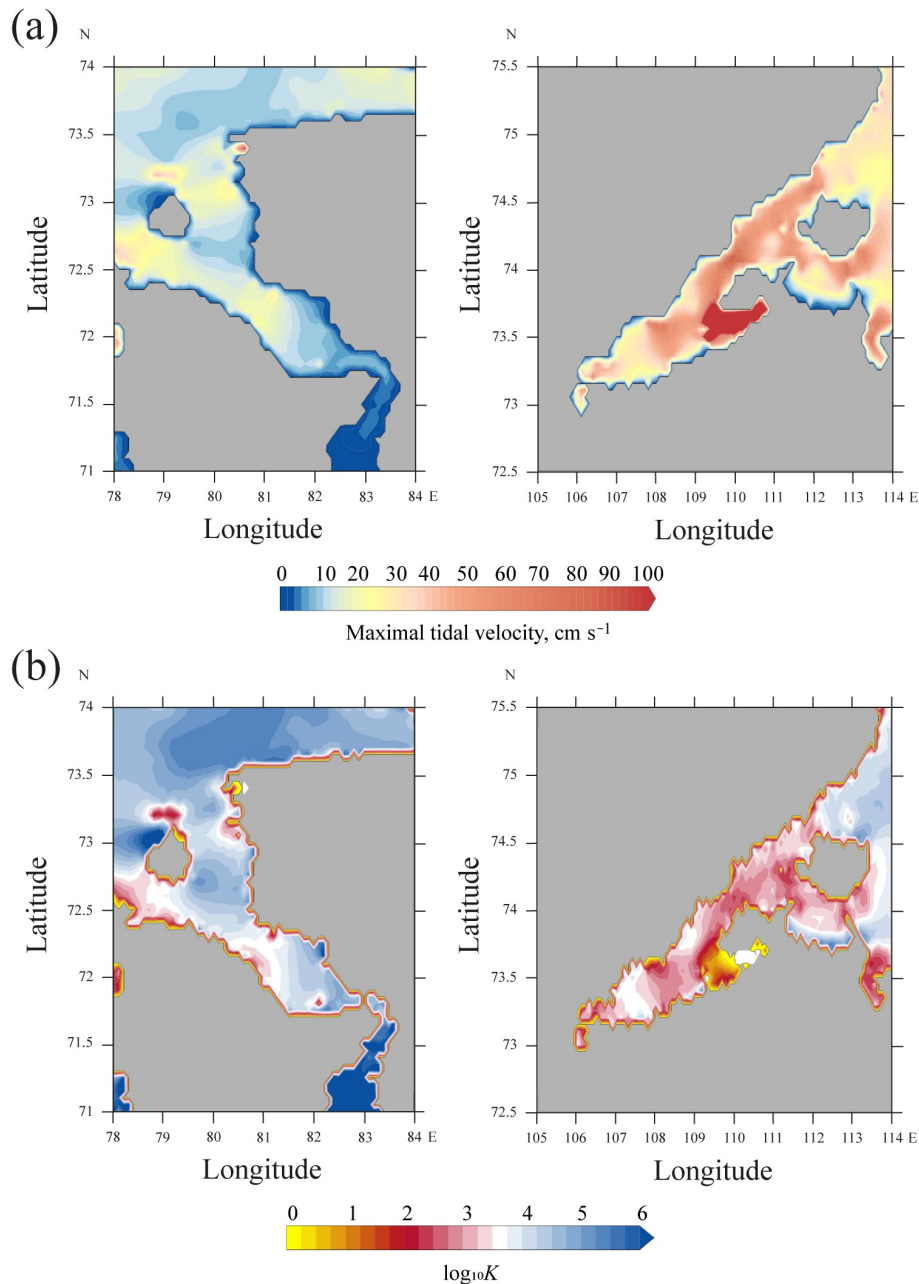 (a)
N N
74 75.5
73.5 75
73 74.5
72.5 74
72 73.5
71.5 73
71 72.5
Latitude Latitude
78 79 80 81 82 83 84 E 105 106 107 108 109 110 111 112 113 114 E
Longitude Longitude
0 10 20 30 40 50 60 70 80 90 100
Maximal tidal velocity, cm s⁻¹
(b)
N N
74 75.5
73.5 75
73 74.5
72.5 74
72 73.5
71.5 73
71 72.5
Latitude Latitude
78 79 80 81 82 83 84 E 105 106 107 108 109 110 111 112 113 114 E
Longitude Longitude
0 1 2 3 4 5 6
log₁₀K